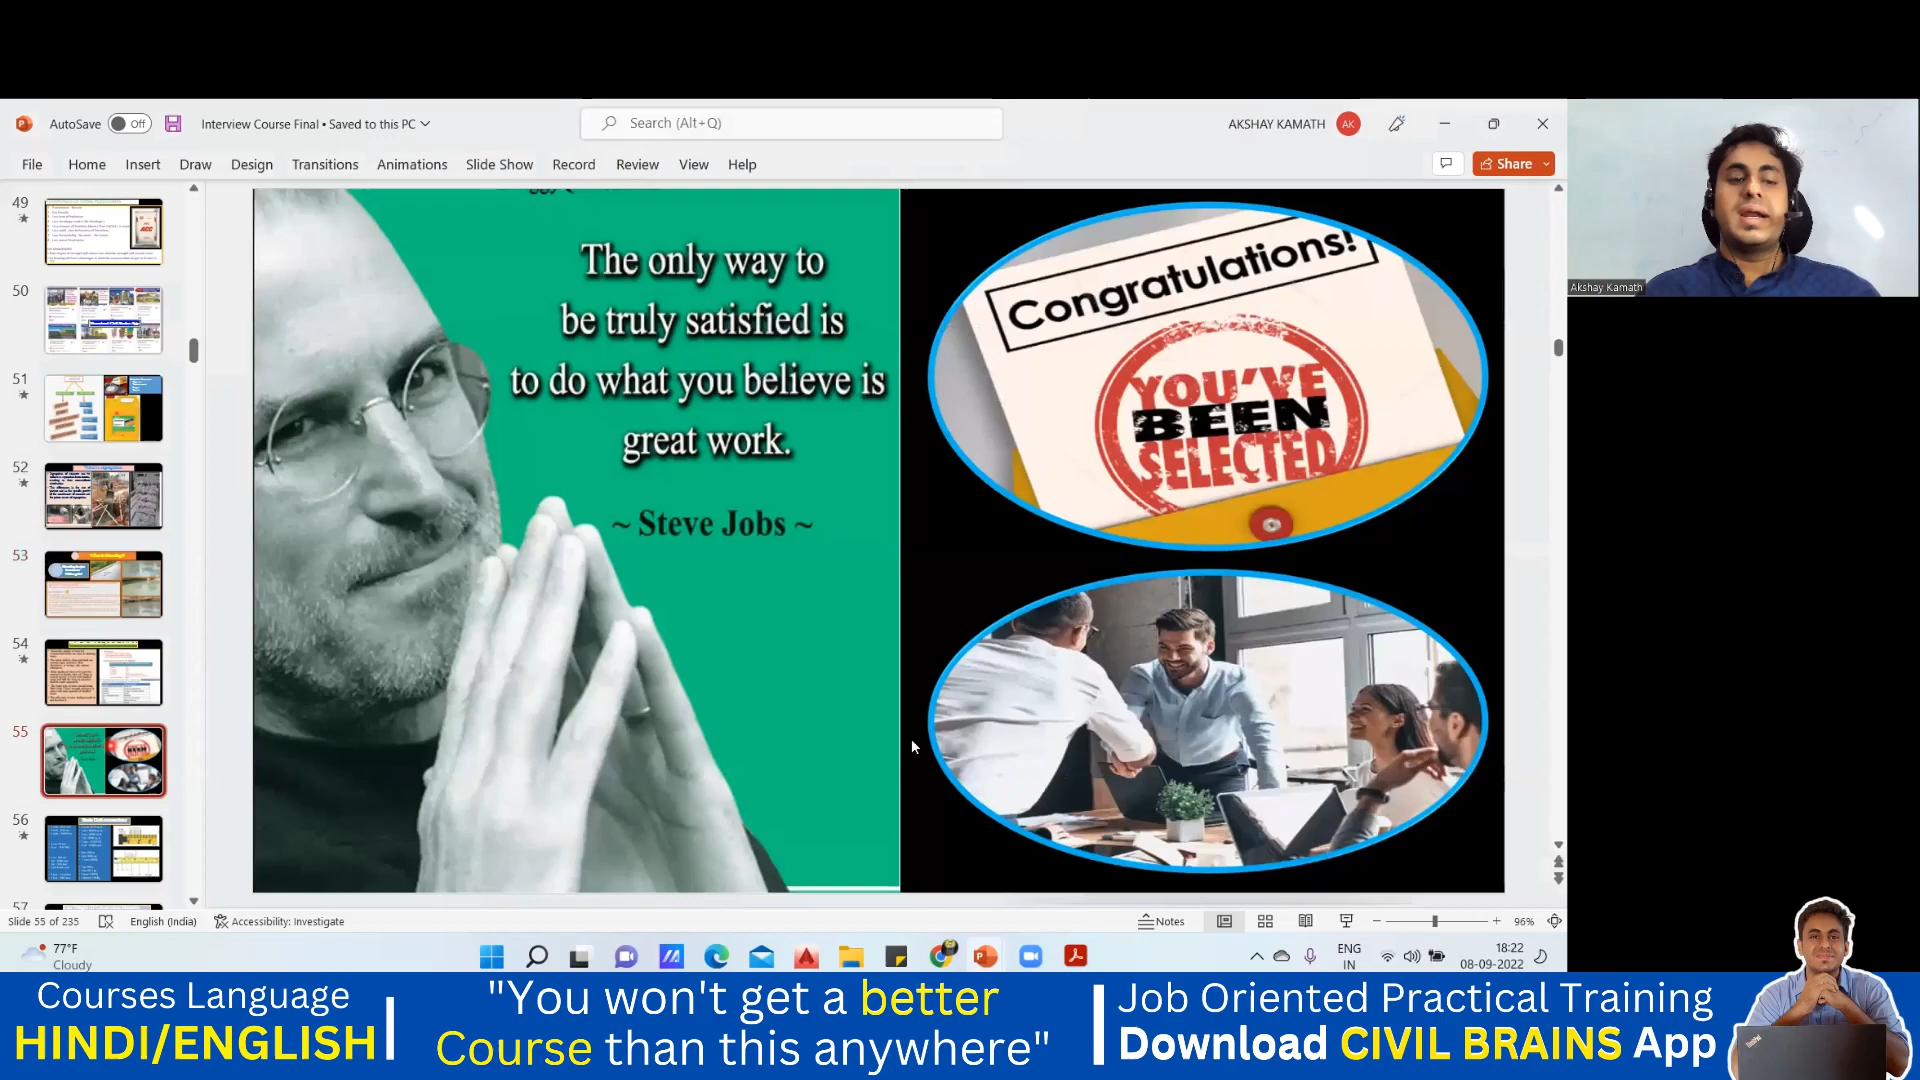 AutoSave Off Interview Course Final • Saved to this PC Search (Alt+Q) AKSHAY KAMATH AK
File Home Insert Draw Design Transitions Animations Slide Show Record Review View Help Share
49
50
51
52
53
54
55
56
57
The only way to
be truly satisfied is
to do what you believe is
great work.
~ Steve Jobs ~
Congratulations!
YOU'VE
BEEN
SELECTED
Akshay Kamath
Slide 55 of 235 English (India) Accessibility: Investigate Notes 96%
77°F
Cloudy
ENG
IN
18:22
08-09-2022
Courses Language
HINDI/ENGLISH
"You won't get a better
Course than this anywhere"
Job Oriented Practical Training
Download CIVIL BRAINS App